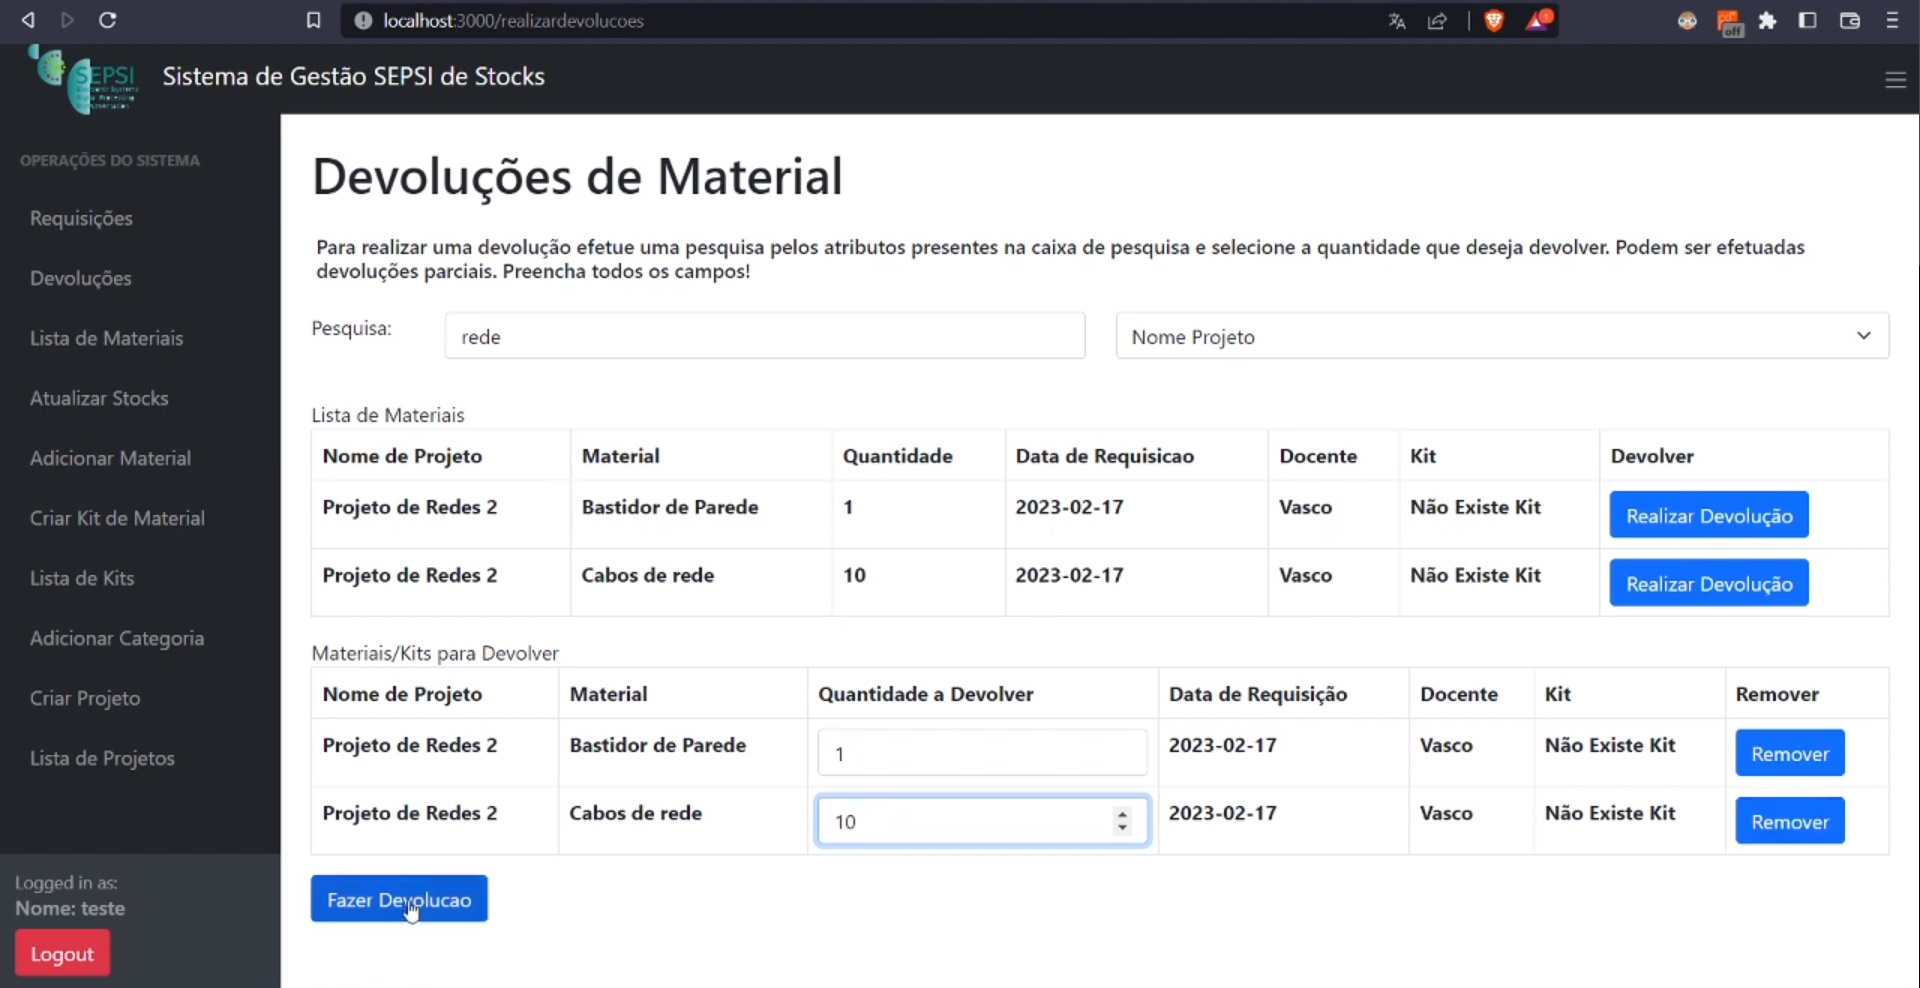 localhost:3000/realizardevolucoes
off
1
SEPSI
Sistema de Gestão SEPSI de Stocks
OPERAÇÕES DO SISTEMA
Requisições
Devoluções
Lista de Materiais
Atualizar Stocks
Adicionar Material
Criar Kit de Material
Lista de Kits
Adicionar Categoria
Criar Projeto
Lista de Projetos
Logged in as:
Nome: teste
Logout
Devoluções de Material
Para realizar uma devolução efetue uma pesquisa pelos atributos presentes na caixa de pesquisa e selecione a quantidade que deseja devolver. Podem ser efetuadas
devoluções parciais. Preencha todos os campos!
Pesquisa: rede Nome Projeto
Lista de Materiais
Nome de Projeto Material Quantidade Data de Requisicao Docente Kit Devolver
Projeto de Redes 2 Bastidor de Parede 1 2023-02-17 Vasco Não Existe Kit Realizar Devolução
Projeto de Redes 2 Cabos de rede 10 2023-02-17 Vasco Não Existe Kit Realizar Devolução
Materiais/Kits para Devolver
Nome de Projeto Material Quantidade a Devolver Data de Requisição Docente Kit Remover
Projeto de Redes 2 Bastidor de Parede 1 2023-02-17 Vasco Não Existe Kit Remover
Projeto de Redes 2 Cabos de rede 10 2023-02-17 Vasco Não Existe Kit Remover
Fazer Devolucao